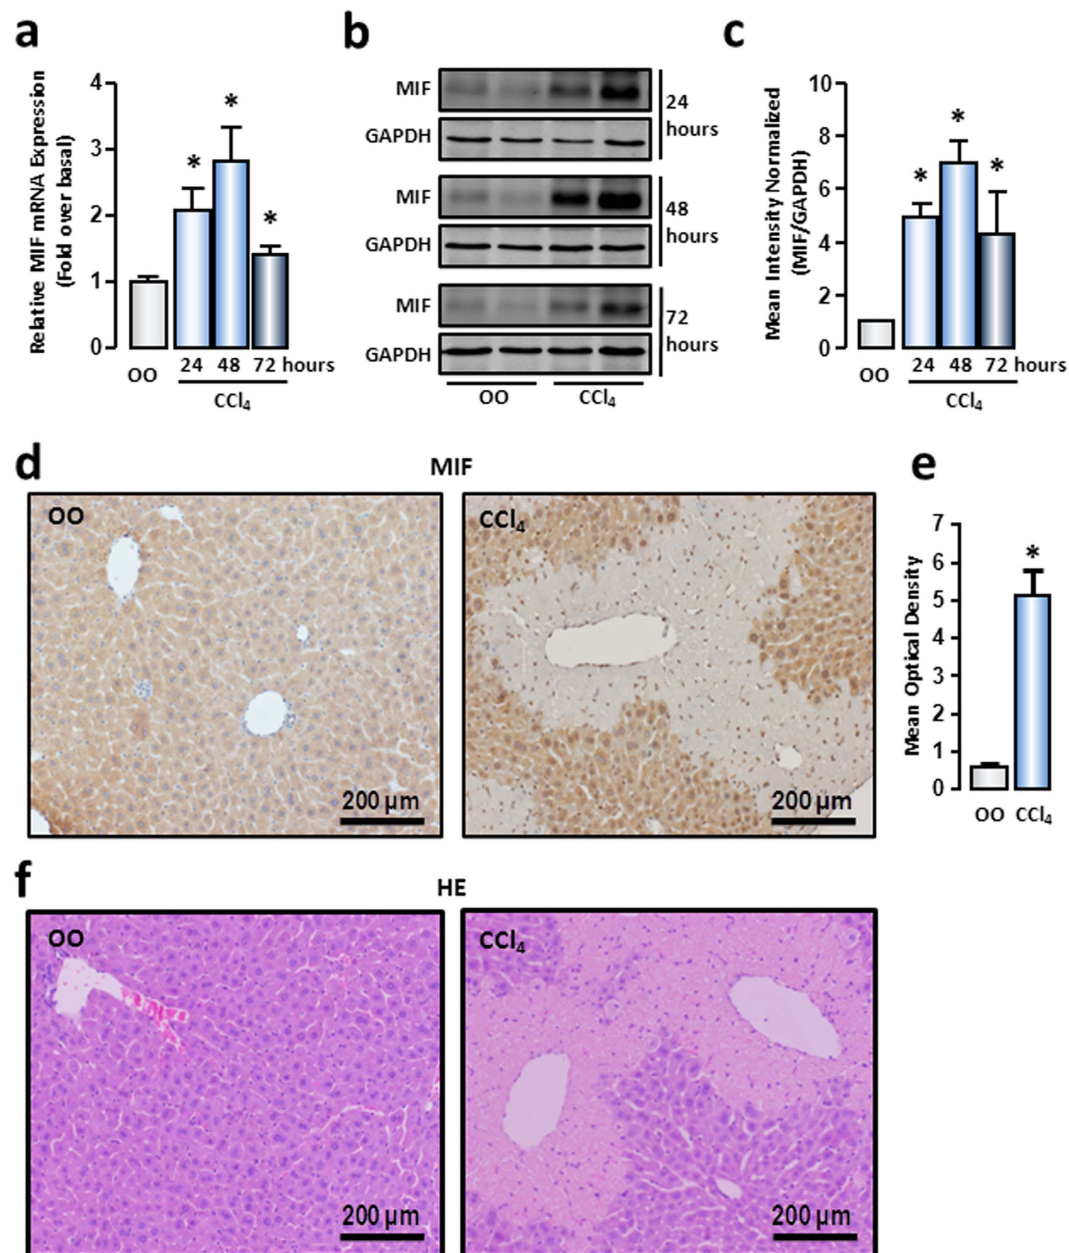 a
b
c
Relative MIF mRNA Expression
(Fold over basal)
4
3
2
1
0
*
*
*
OO
24 48 72 hours
CCl₄
MIF
GAPDH
24
hours
MIF
GAPDH
48
hours
MIF
GAPDH
72
hours
OO CCl₄
Mean Intensity Normalized
(MIF/GAPDH)
10
8
6
4
2
0
*
*
*
OO
24 48 72 hours
CCl₄
d
MIF
OO
200 µm
CCl₄
200 µm
e
Mean Optical Density
7
6
5
4
3
2
1
0
*
OO CCl₄
f
HE
OO
200 µm
CCl₄
200 µm